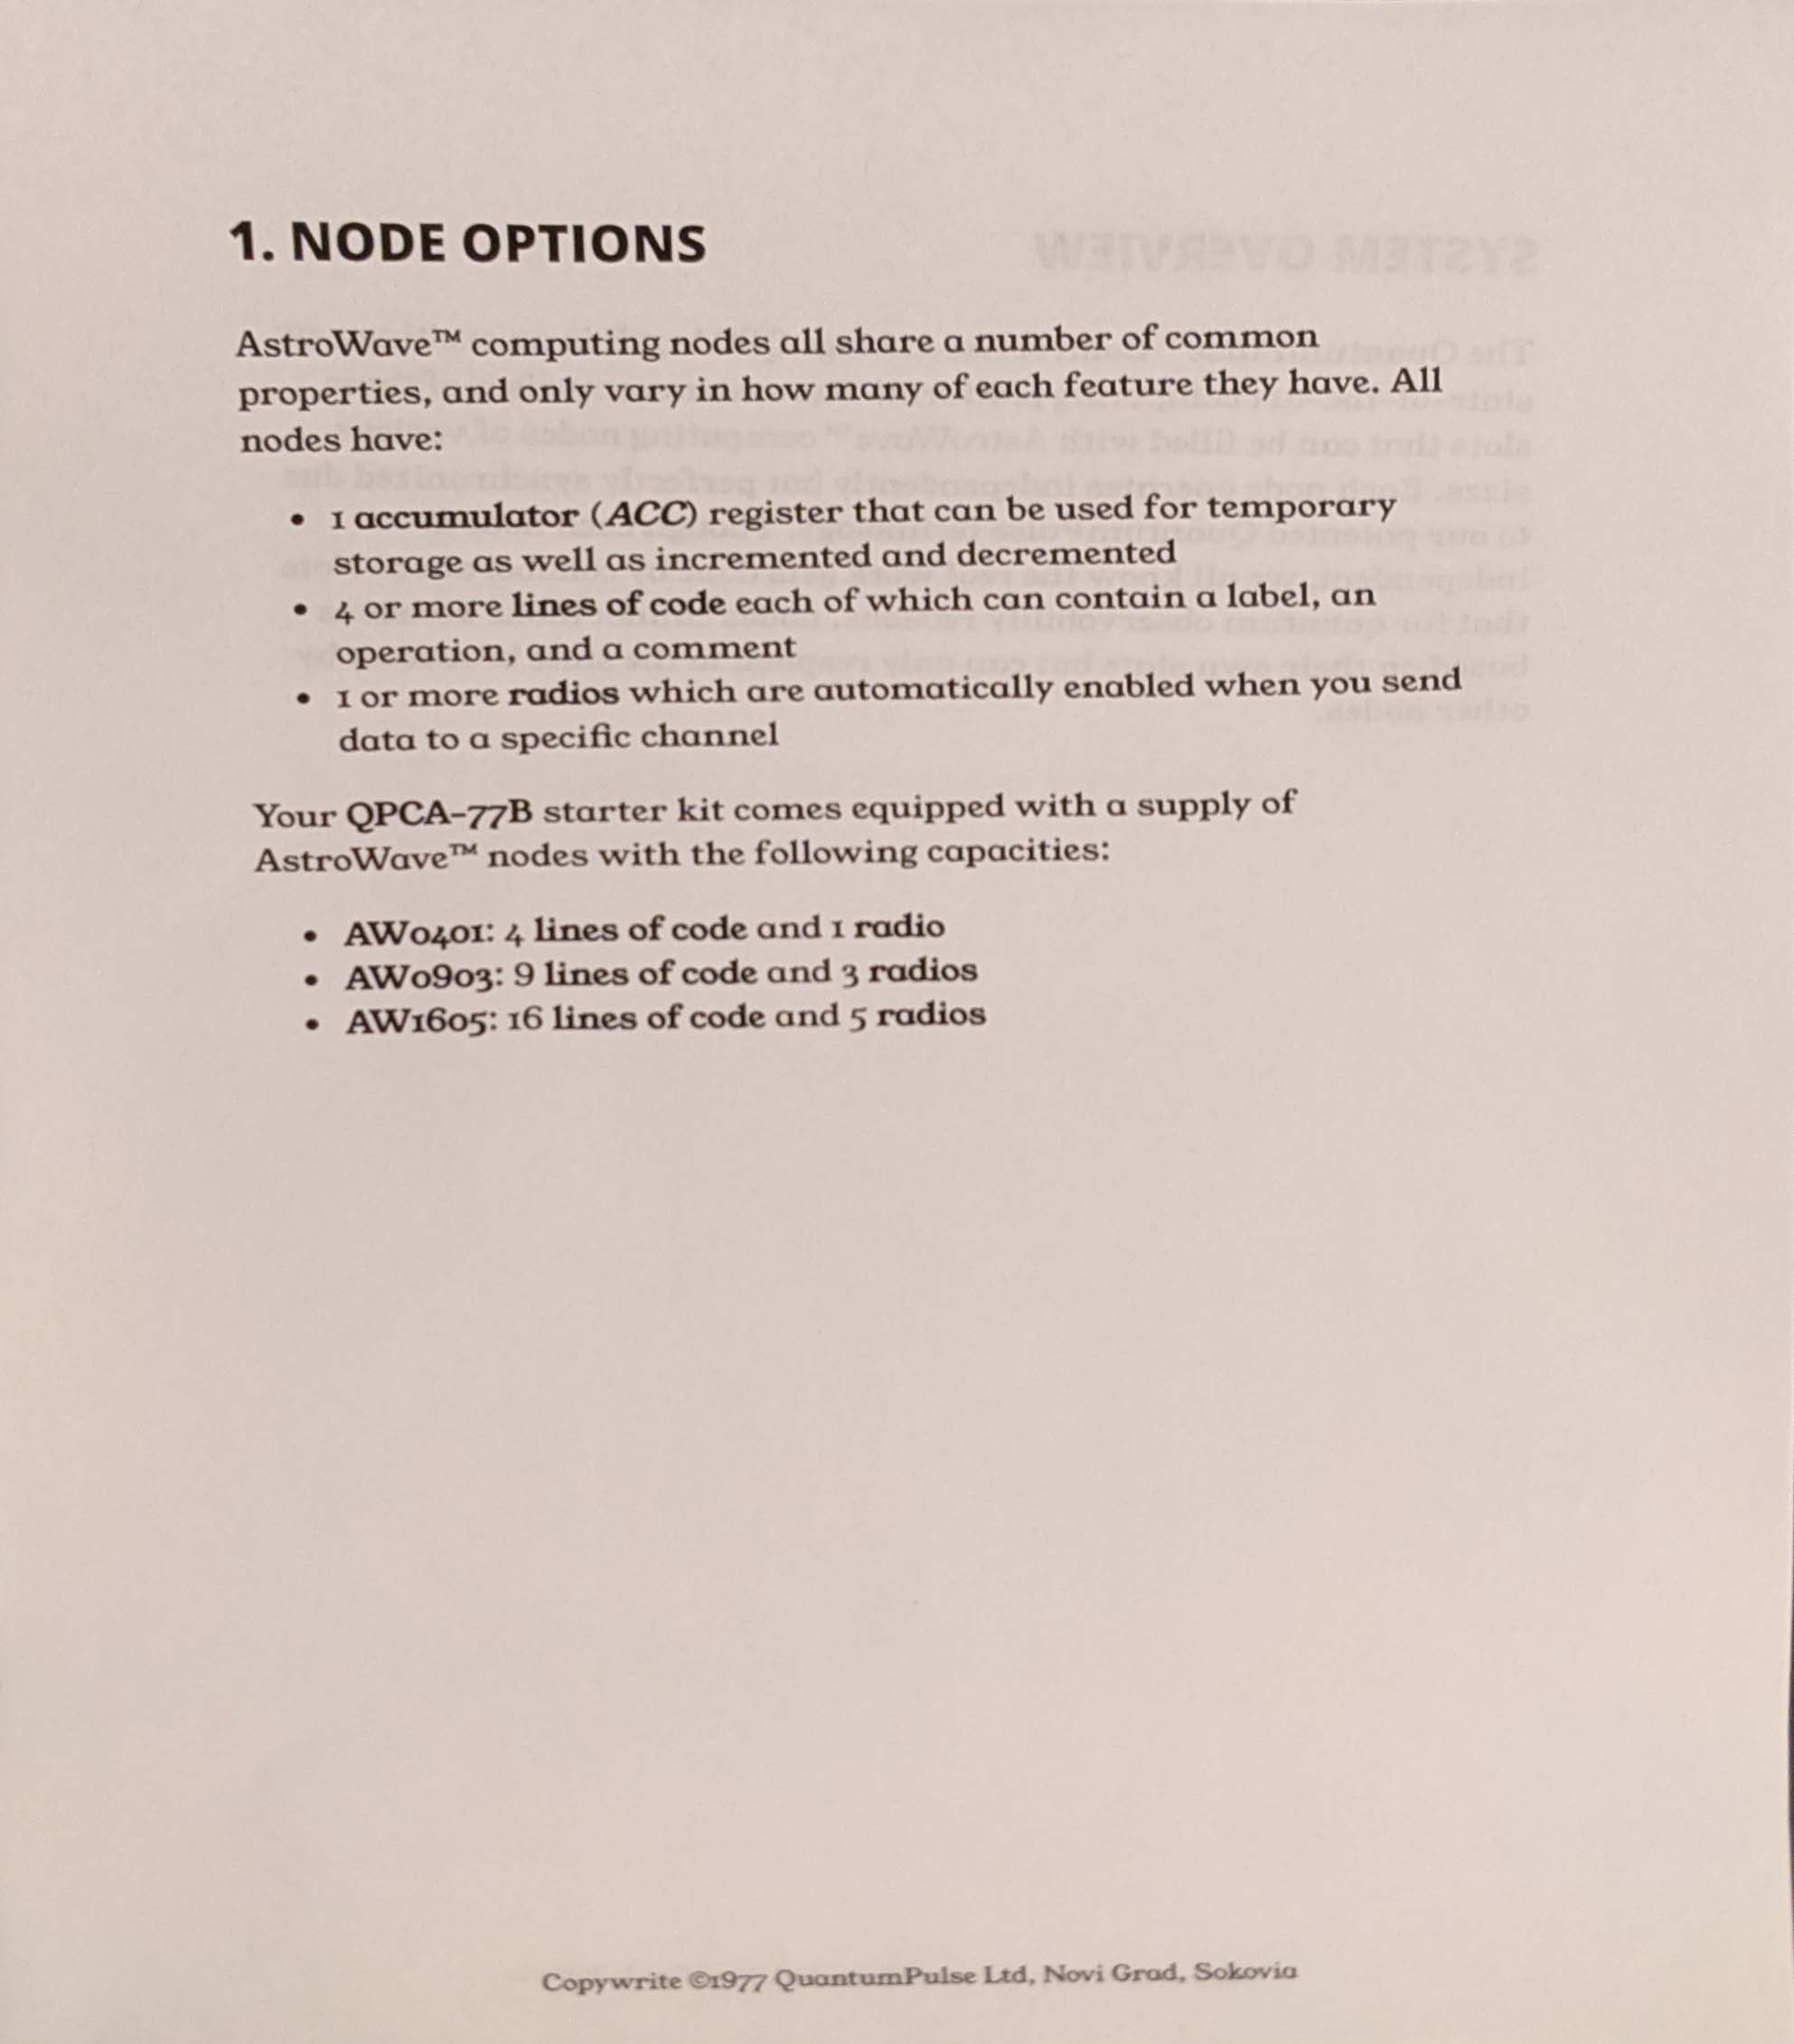 1. NODE OPTIONS
SYSTEM OVERVIEW
AstroWave™ computing nodes all share a number of common
properties, and only vary in how many of each feature they have. All
nodes have:
• 1 accumulator (ACC) register that can be used for temporary
storage as well as incremented and decremented
• 4 or more lines of code each of which can contain a label, an
operation, and a comment
• 1 or more radios which are automatically enabled when you send
data to a specific channel
Your QPCA-77B starter kit comes equipped with a supply of
AstroWave™ nodes with the following capacities:
• AW0401: 4 lines of code and 1 radio
• AW0903: 9 lines of code and 3 radios
• AW1605: 16 lines of code and 5 radios
Copywrite ©1977 QuantumPulse Ltd, Novi Grad, Sokovia